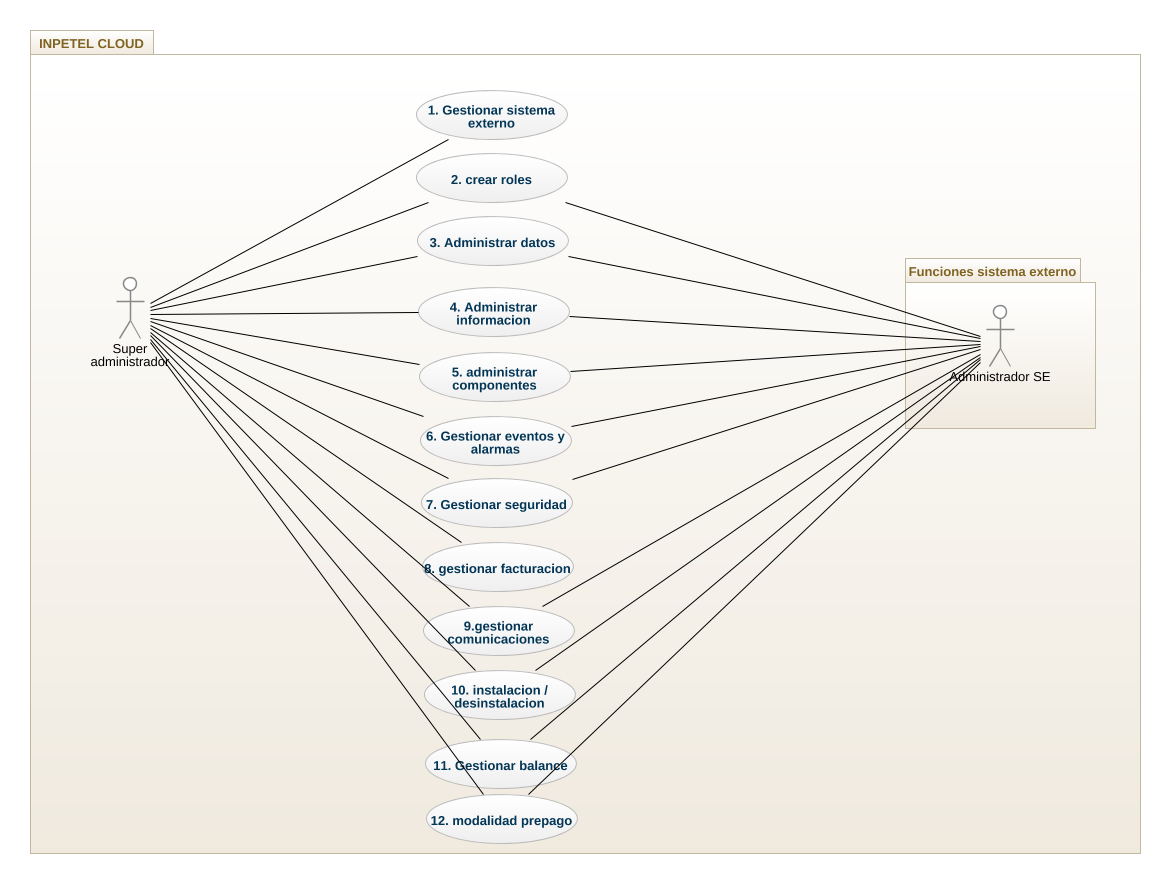 INPETEL CLOUD
1. Gestionar sistema
externo
2. crear roles
3. Administrar datos
Funciones sistema externo
4. Administrar
informacion
Super
administrador
5. administrar
componentes
Administrador SE
6. Gestionar eventos y
alarmas
7. Gestionar seguridad
8. gestionar facturacion
9.gestionar
comunicaciones
10. instalacion /
desinstalacion
11. Gestionar balance
12. modalidad prepago